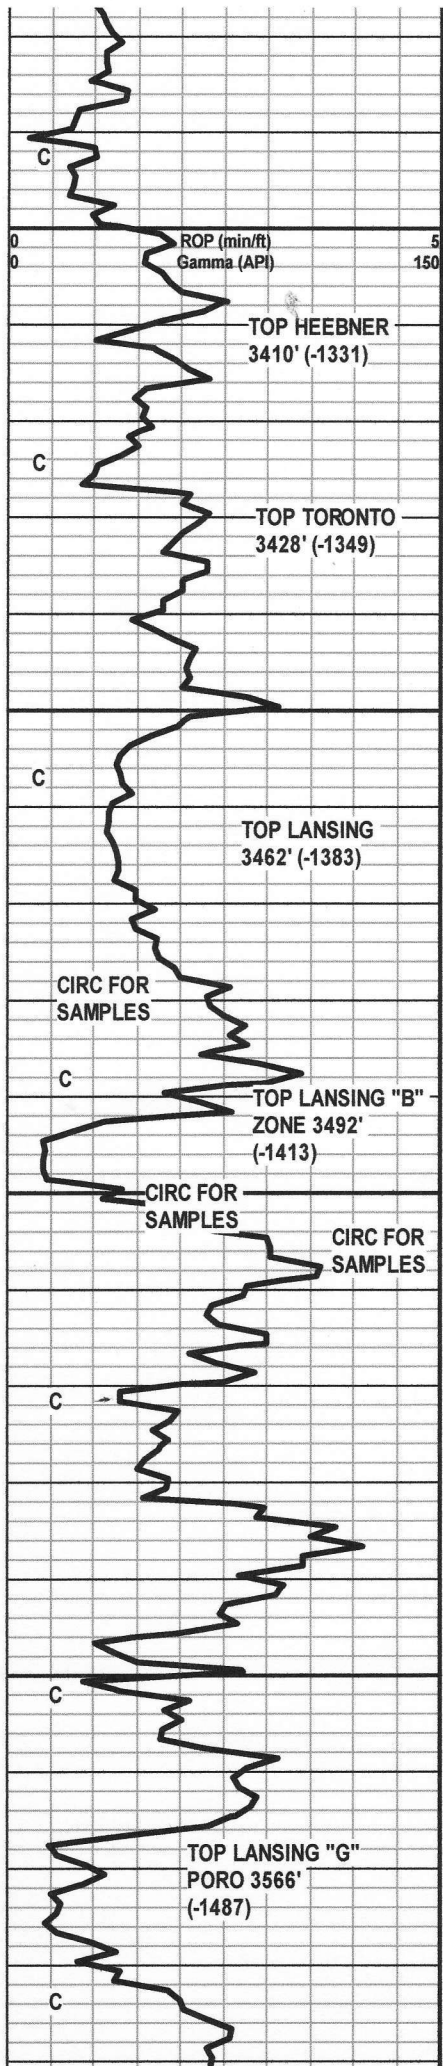 C
0 ROP (min/ft) 5
0 Gamma (API) 150
TOP HEEBNER
3410' (-1331)
C
TOP TORONTO
3428' (-1349)
C
TOP LANSING
3462' (-1383)
CIRC FOR
SAMPLES
C
TOP LANSING "B"
ZONE 3492'
(-1413)
CIRC FOR
SAMPLES
CIRC FOR
SAMPLES
C
C
TOP LANSING "G"
PORO 3566'
(-1487)
C